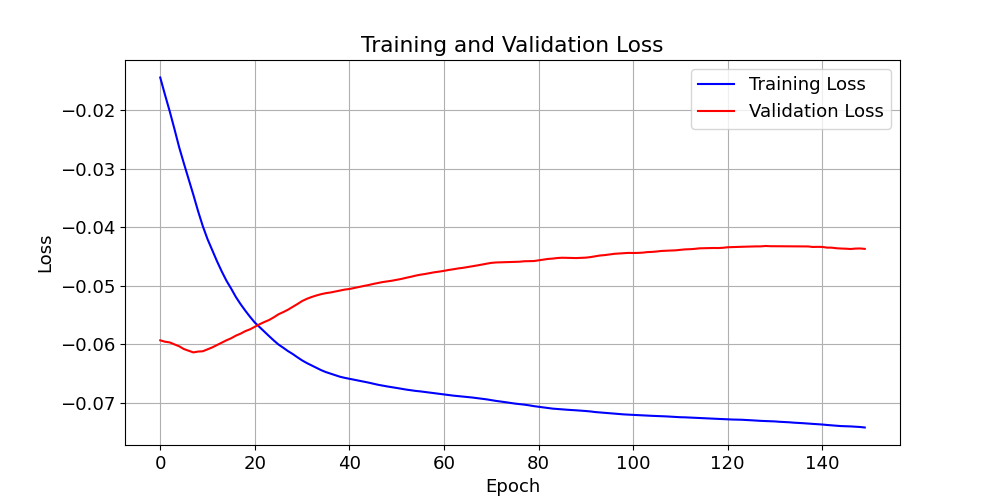 Training and Validation Loss
Training Loss
Validation Loss
−0.02
−0.03
−0.04
−0.05
−0.06
−0.07
Loss
0 20 40 60 80 100 120 140
Epoch